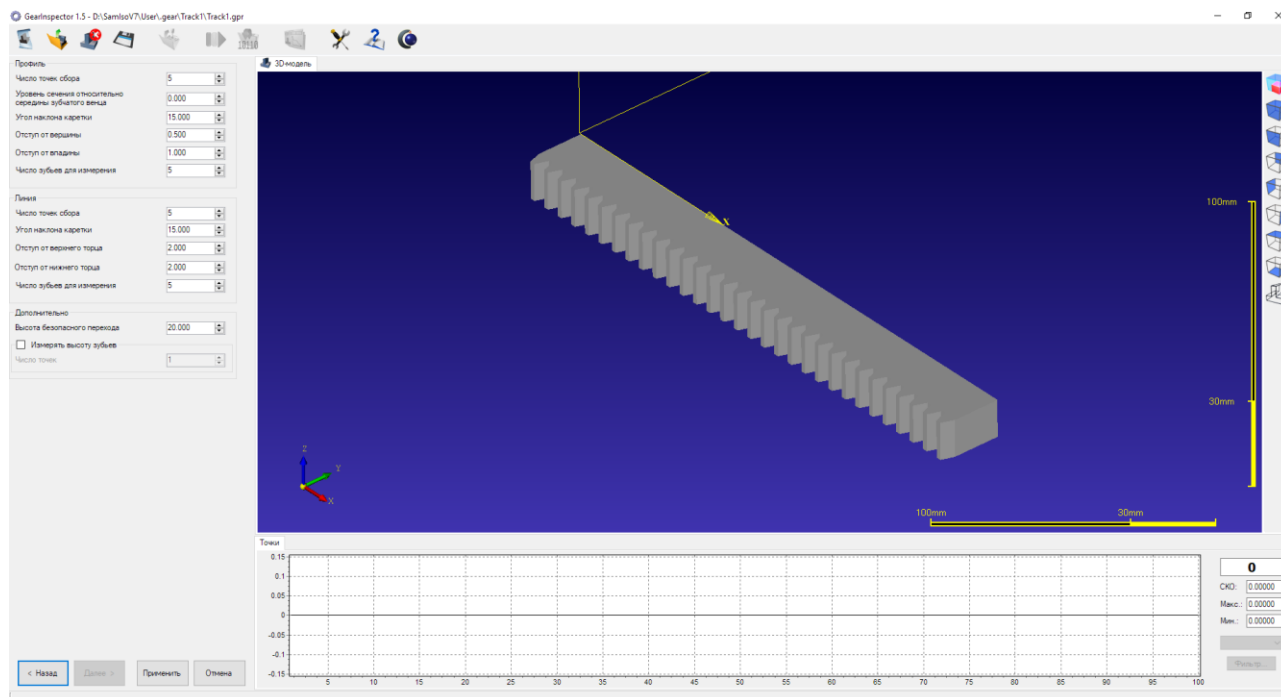 GearInspector 1.5 - D:\SamIsoV7\User\.gear\Track1\Track1.gpr
Профиль
Число точек сбора 5
Уровень сечения относительно
середины зубчатого венца 0.000
Угол наклона каретки 15.000
Отступ от вершины 0.500
Отступ от впадины 1.000
Число зубьев для измерения 5
Линия
Число точек сбора 5
Угол наклона каретки 15.000
Отступ от верхнего торца 2.000
Отступ от нижнего торца 2.000
Число зубьев для измерения 5
Дополнительно
Высота безопасного перехода 20.000
Измерять высоту зубьев
Число точек 1
< Назад Далее > Применить Отмена
3D-модель
X
100mm
30mm
Z
Y
X
100mm 30mm
Точки
0.15
0.1
0.05
0
-0.05
-0.1
-0.15
5 10 15 20 25 30 35 40 45 50 55 60 65 70 75 80 85 90 95 100
0
СКО: 0.00000
Макс.: 0.00000
Мин.: 0.00000
Фильтр...